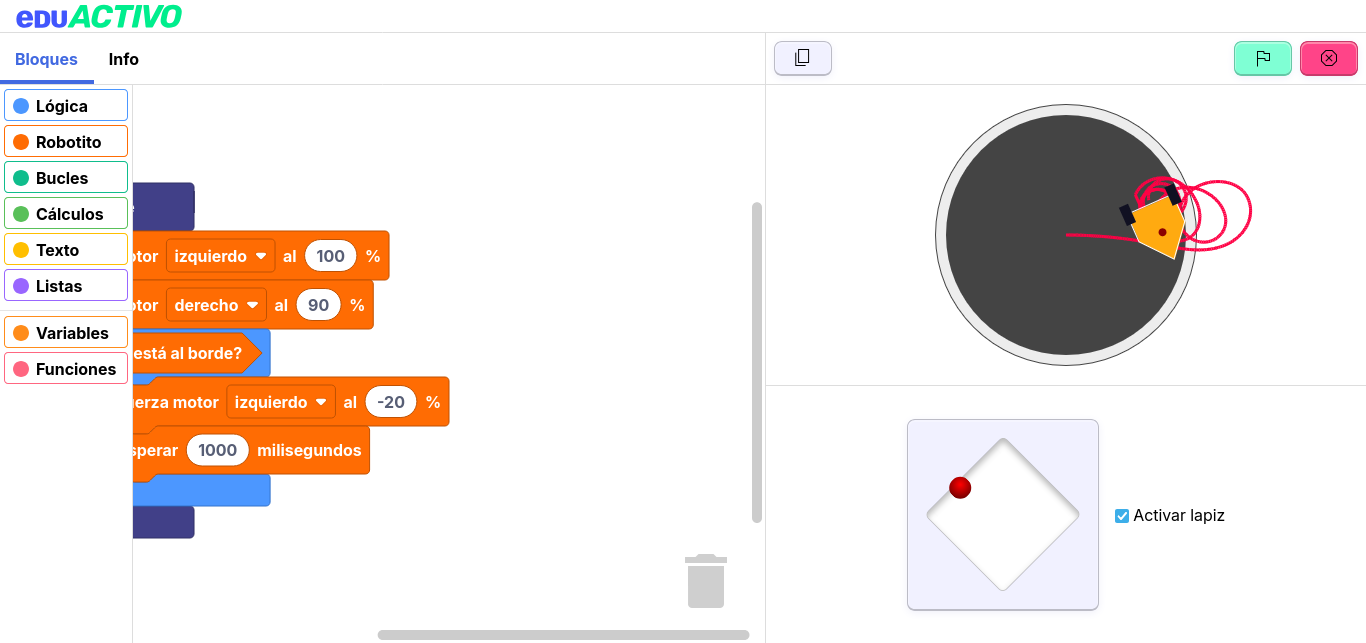 eduACTIVO
Bloques Info
Lógica
Robotito
Bucles
Cálculos
Texto
Listas
Variables
Funciones
otor izquierdo al 100 %
otor derecho al 90 %
está al borde?
erza motor izquierdo al -20 %
sperar 1000 milisegundos
Activar lapiz